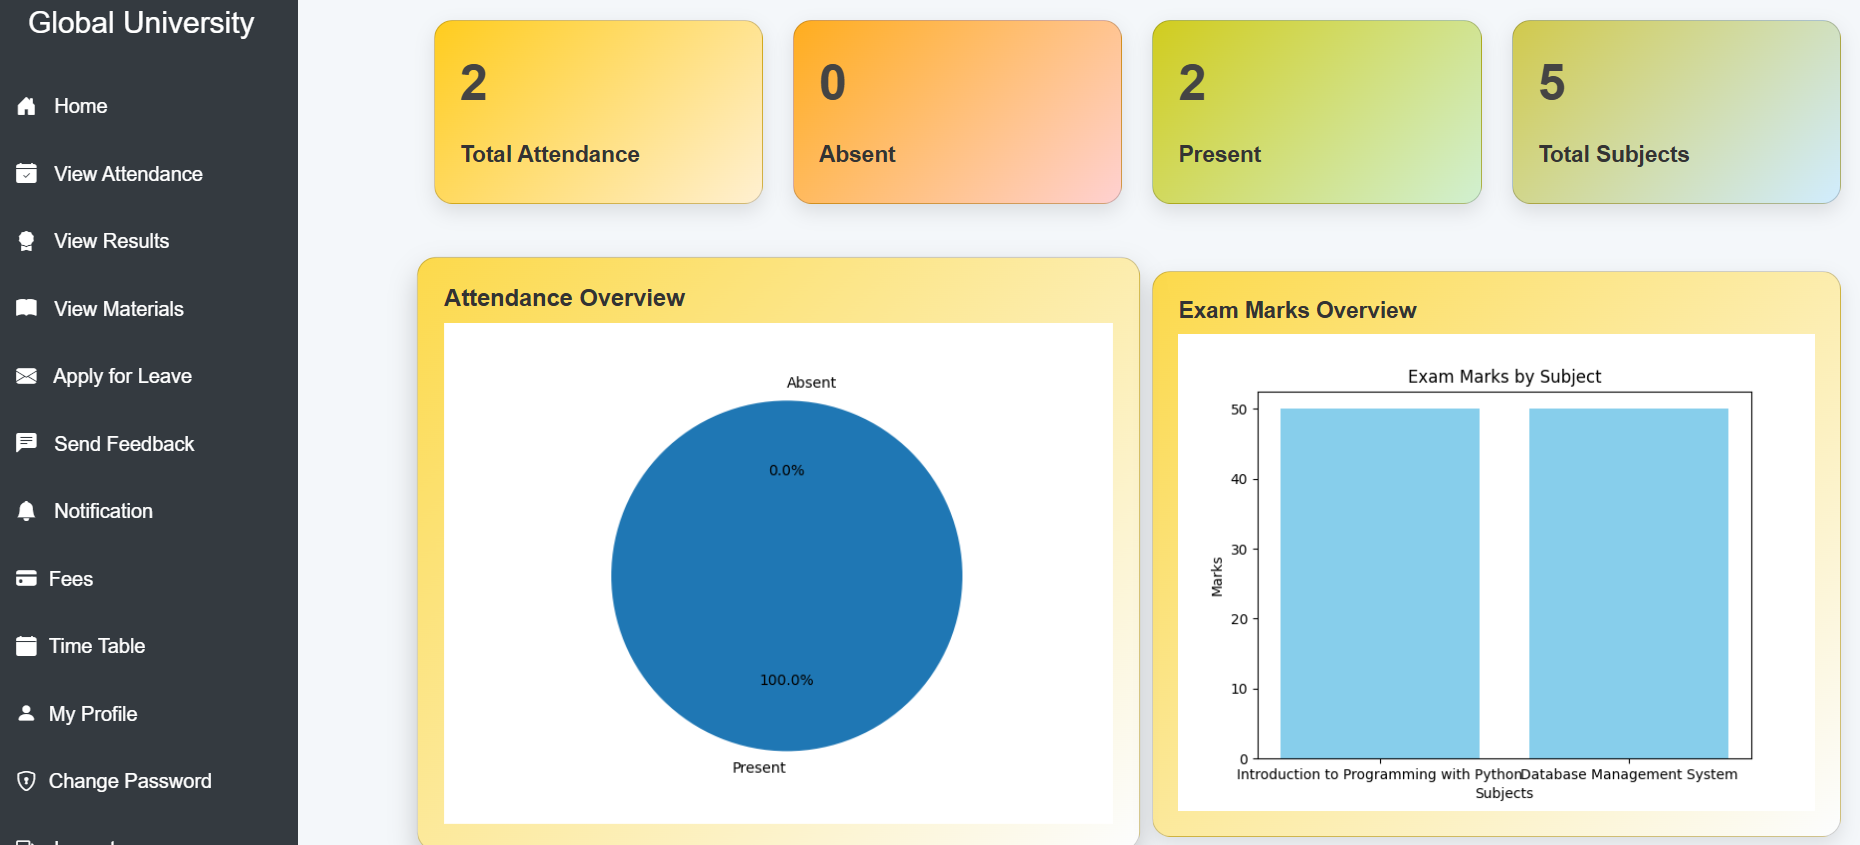 Global University
Home
View Attendance
View Results
View Materials
Apply for Leave
Send Feedback
Notification
Fees
Time Table
My Profile
Change Password
2
Total Attendance
0
Absent
2
Present
5
Total Subjects
Attendance Overview
Absent
0.0%
100.0%
Present
Exam Marks Overview
Exam Marks by Subject
50
40
30
20
10
0
Marks
Introduction to Programming with Python
Database Management System
Subjects